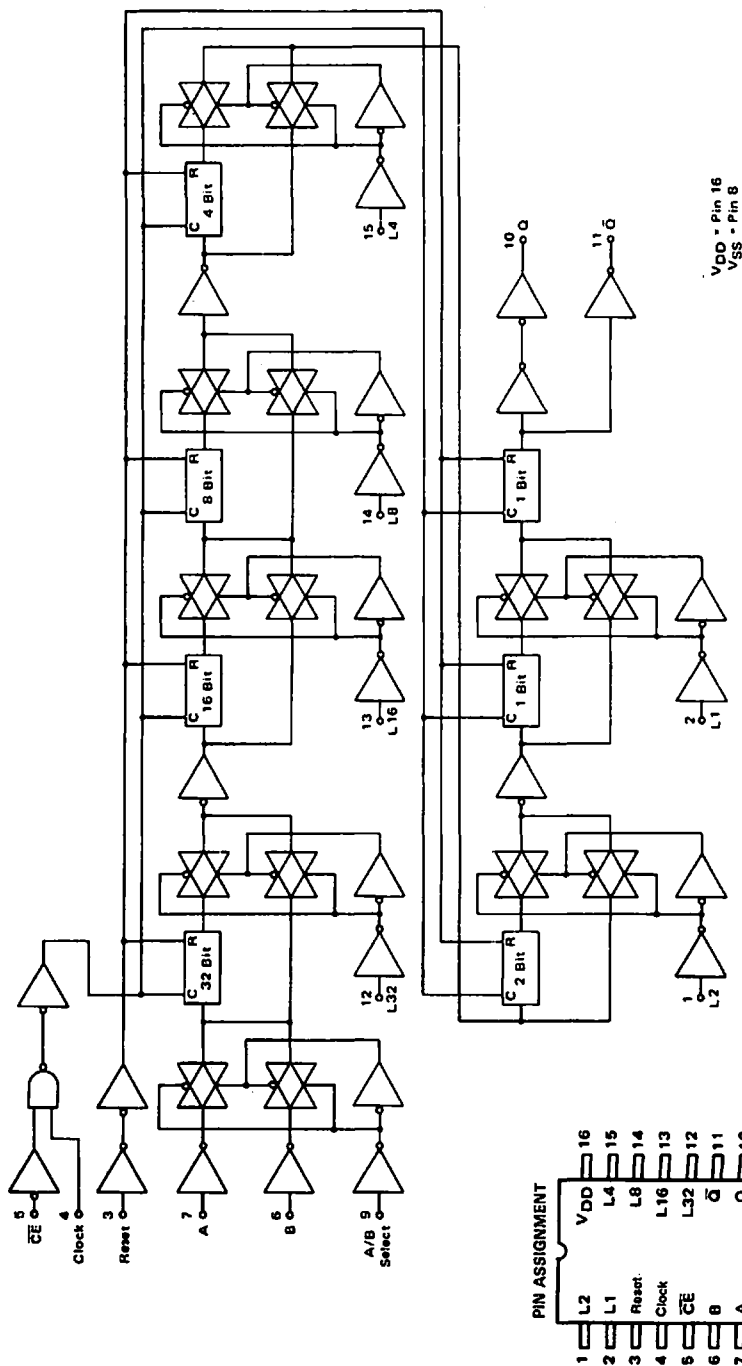 5
CE
4
Clock
3
Reset
7
A
6
B
9
A/B
Select
C
R
32 Bit
12
L32
C
R
16 Bit
13
L 16
C
R
8 Bit
14
L8
C
R
4 Bit
15
L4
C
2 Bit
R
1
L2
C
1 Bit
R
2
L1
C
1 Bit
R
10
Q
11
Q̄
VDD = Pin 16
VSS = Pin 8
PIN ASSIGNMENT
1 L2 VDD 16
2 L1 L4 15
3 Reset L8 14
4 Clock L16 13
5 CE L32 12
6 B Q̄ 11
7 A Q 10